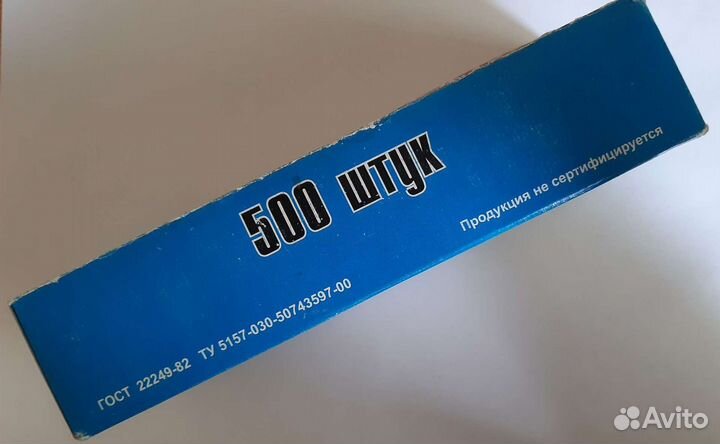 500 штук
Продукция не сертифицируется
ГОСТ 22249-82 ТУ 5157-030-50743597-00
Avito